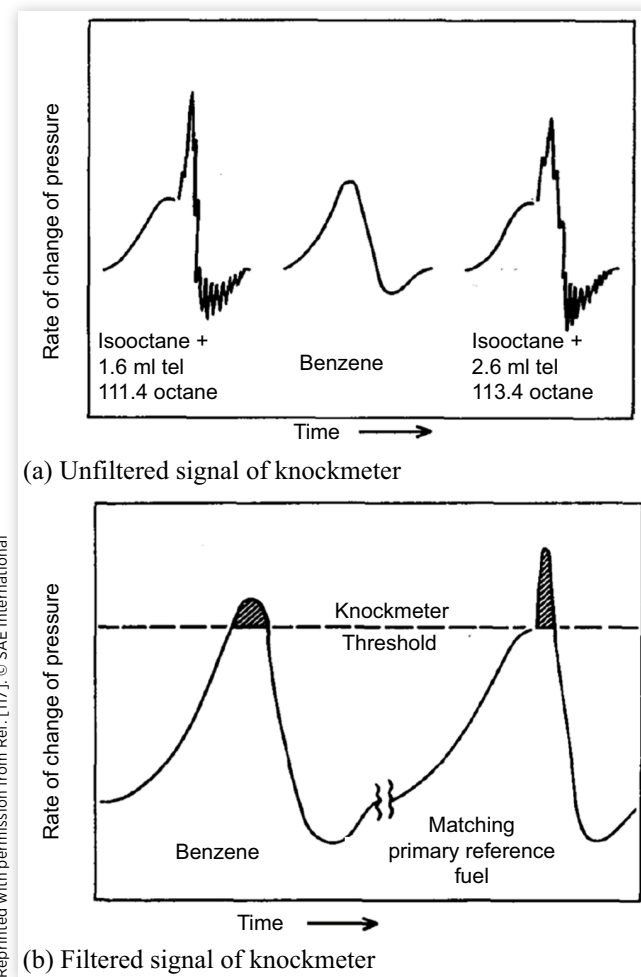 Rate of change of pressure
Isooctane +
1.6 ml tel
111.4 octane
Benzene
Isooctane +
2.6 ml tel
113.4 octane
Time
(a) Unfiltered signal of knockmeter
Rate of change of pressure
Knockmeter
Threshold
Benzene
Matching
primary reference
fuel
Time
(b) Filtered signal of knockmeter
Reprinted with permission from Ref. [117]. © SAE International